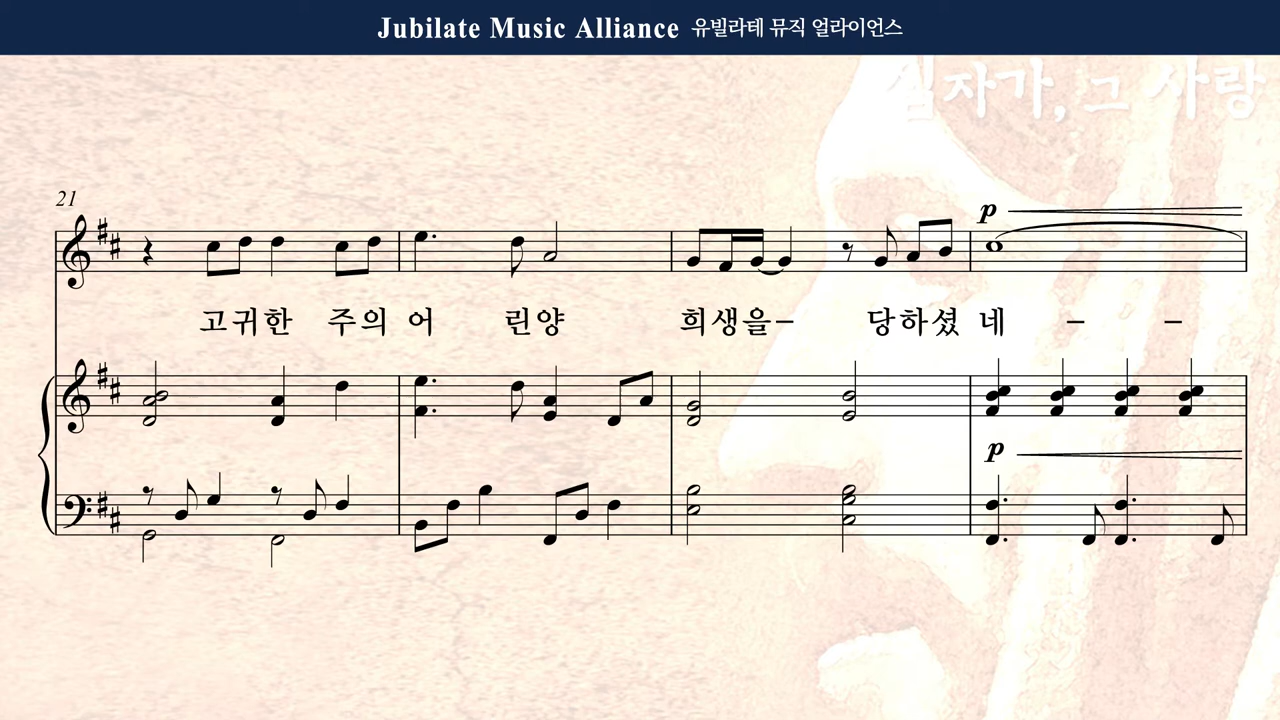 Jubilate Music Alliance 유빌라테 뮤직 얼라이언스
십자가, 그 사랑
21
p
고귀한 주의 어 린양 희생을– 당하셨 네 – –
p